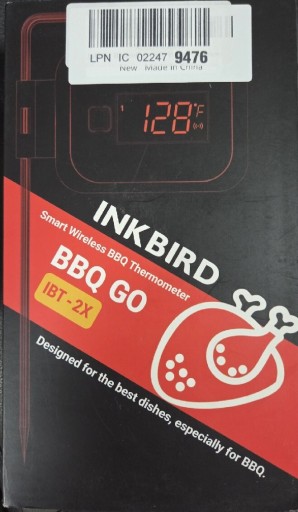 LPN IC 02247 9476
New Made in China
1 128°F
INKBIRD
Smart Wireless BBQ Thermometer
BBQ GO
IBT-2X
Designed for the best dishes, especially for BBQ.